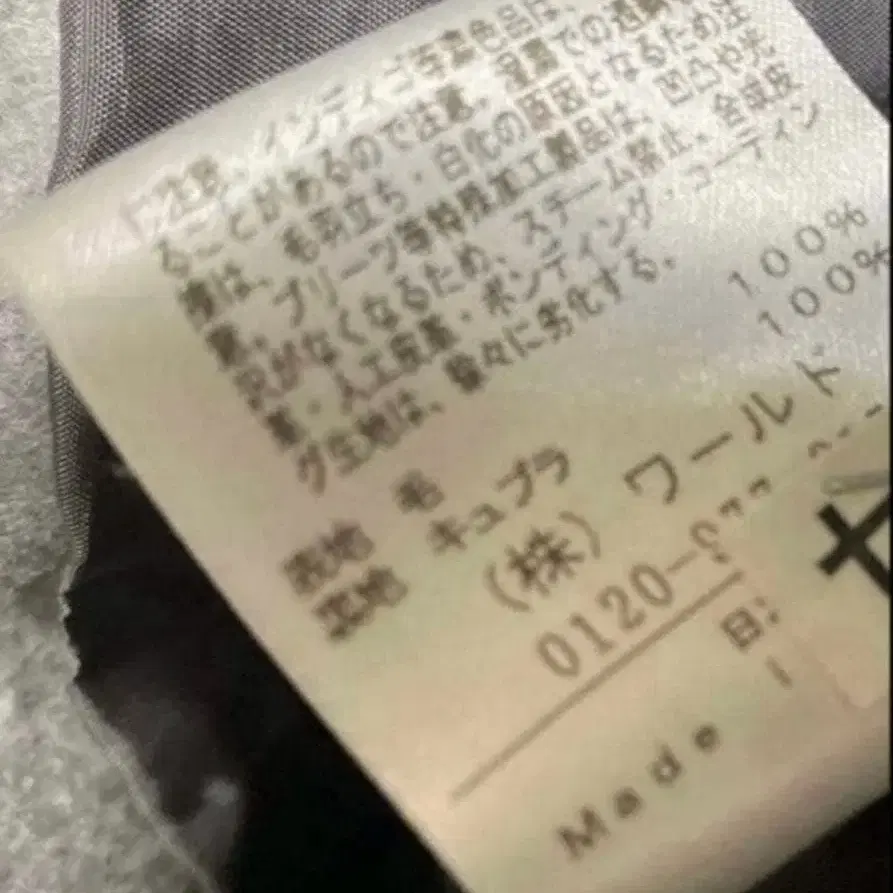 注意・インディゴ等濃色品は、
ることがあるので注意。湿素での
擦は、毛羽立ち・白化の原因となるため注
意。プリーツ等特殊加工製品は、凹凸や光
沢がなくなるため、スチーム禁止。合成皮
革・人工皮革・ボンディング・コーティン
グ生地は、徐々に劣化する。
表地 毛 100%
裏地 キュプラ 100%
(株) ワールド
0120-
日
Made